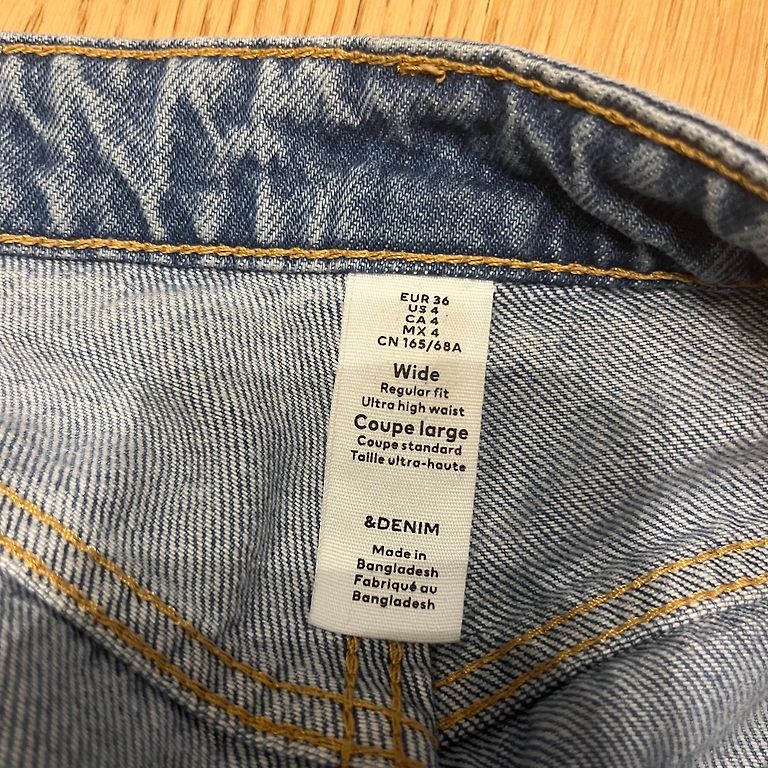 EUR 36
US 4
CA 4
MX 4
CN 165/68A
Wide
Regular fit
Ultra high waist
Coupe large
Coupe standard
Taille ultra-haute
&DENIM
Made in
Bangladesh
Fabriqué au
Bangladesh